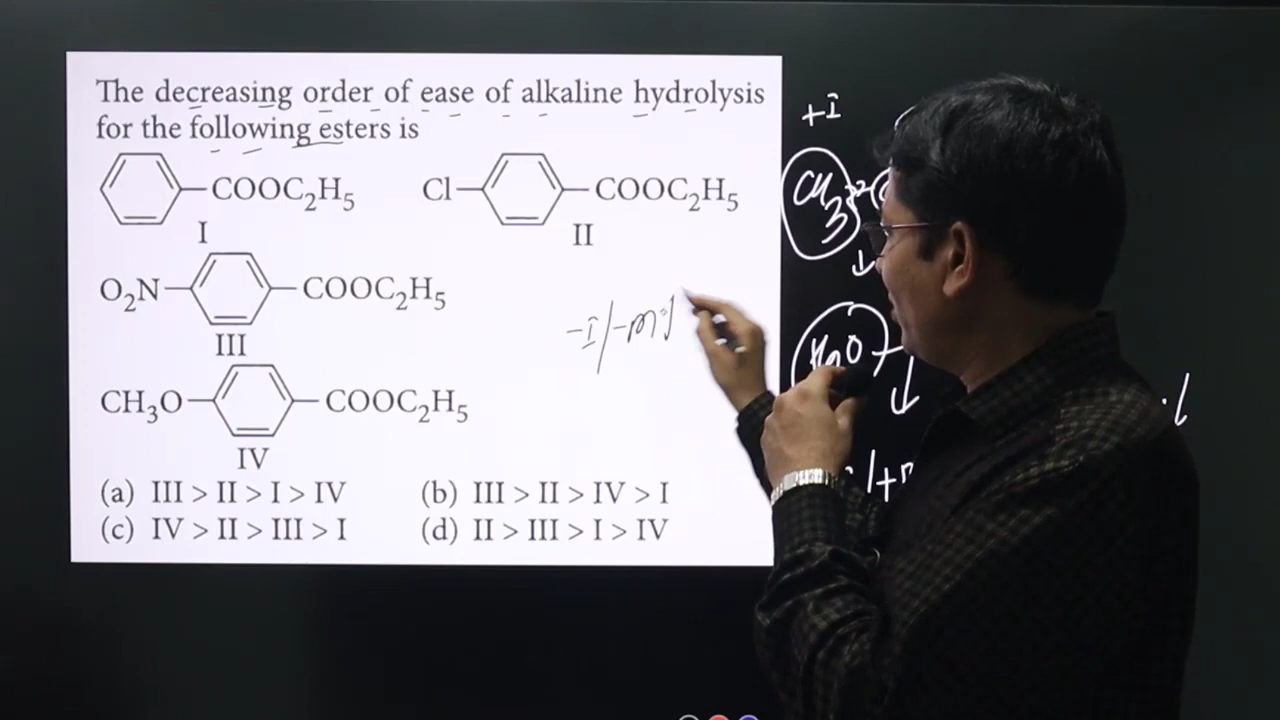 The decreasing order of ease of alkaline hydrolysis
for the following esters is
COOC₂H₅
I
Cl COOC₂H₅
II
O₂N COOC₂H₅
III
CH₃O COOC₂H₅
IV
(a) III > II > I > IV
(b) III > II > IV > I
(c) IV > II > III > I
(d) II > III > I > IV
-I/-m
+I
CH₃